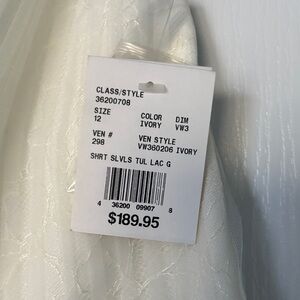 CLASS/STYLE
36200708
SIZE COLOR DIM
12 IVORY VW3
VEN # VEN STYLE
298 VW360206 IVORY
SHRT SLVLS TUL LAC G
4 36200 09907 8
$189.95